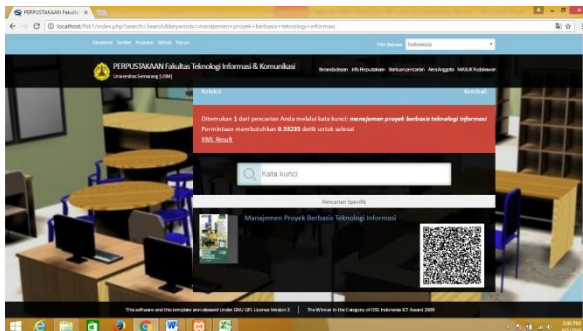 PERPUSTAKAAN Fakultas
localhost/ftik1/index.php?search=Search&keywords=manajemen+proyek+berbasis+teknologi+informasi
Facebook Twitter Youtube Github Forum
Pilih Bahasa Indonesia
PERPUSTAKAAN Fakultas Teknologi Informasi & Komunikasi
Universitas Semarang (USM)
Beranda depan Info Perpustakaan Bantuan pencarian Area Anggota MASUK Pustakawan
Koleksi
Kembali
Ditemukan 1 dari pencarian Anda melalui kata kunci: manajemen proyek berbasis teknologi informasi
Permintaan membutuhkan 0.58235 detik untuk selesai
XML Result
Kata kunci
Pencarian Spesifik
Manajemen Proyek Berbasis Teknologi Informasi
This software and this template are released Under GNU GPL License Version 3
The Winner in the Category of OSS Indonesia ICT Award 2009